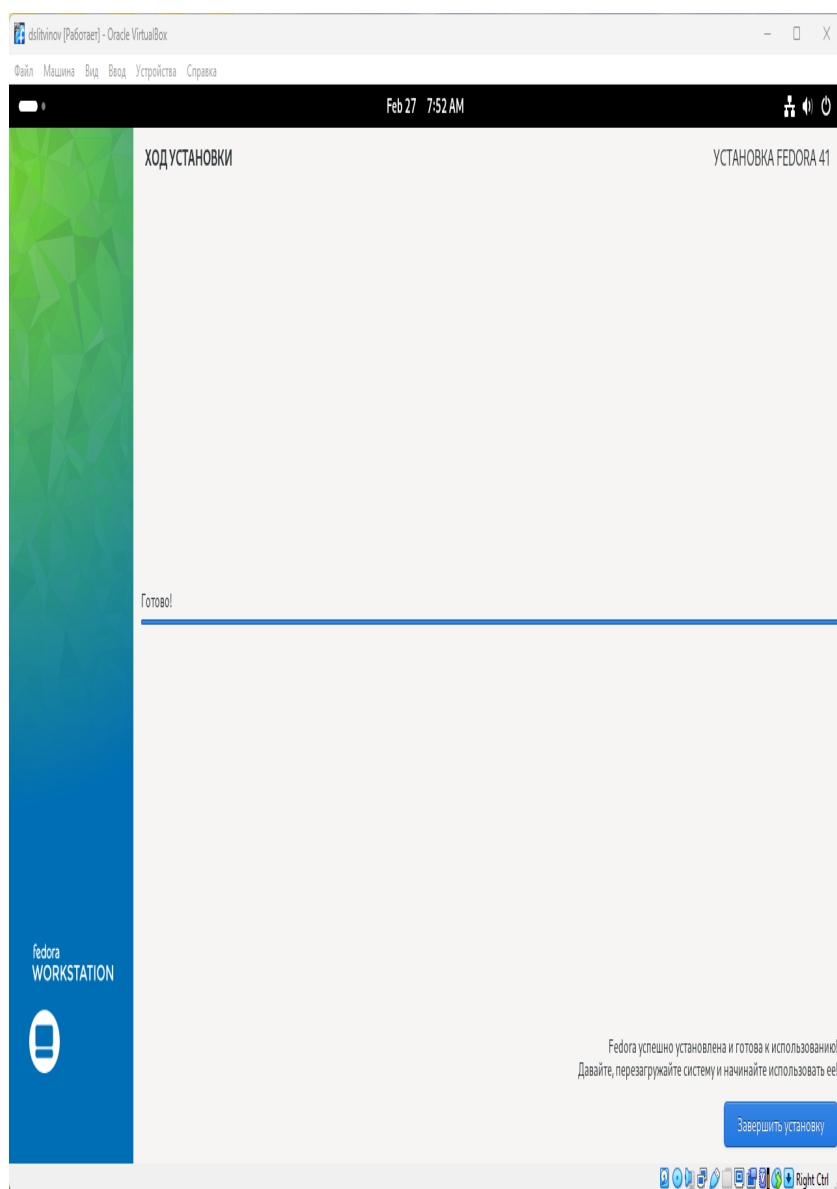 dslitvinov [Работает] - Oracle VirtualBox
Файл Машина Вид Ввод Устройства Справка
Feb 27 7:52 AM
ХОД УСТАНОВКИ
УСТАНОВКА FEDORA 41
Готово!
fedora
WORKSTATION
Fedora успешно установлена и готова к использованию!
Давайте, перезагружайте систему и начинайте использовать ее!
Завершить установку
Right Ctrl